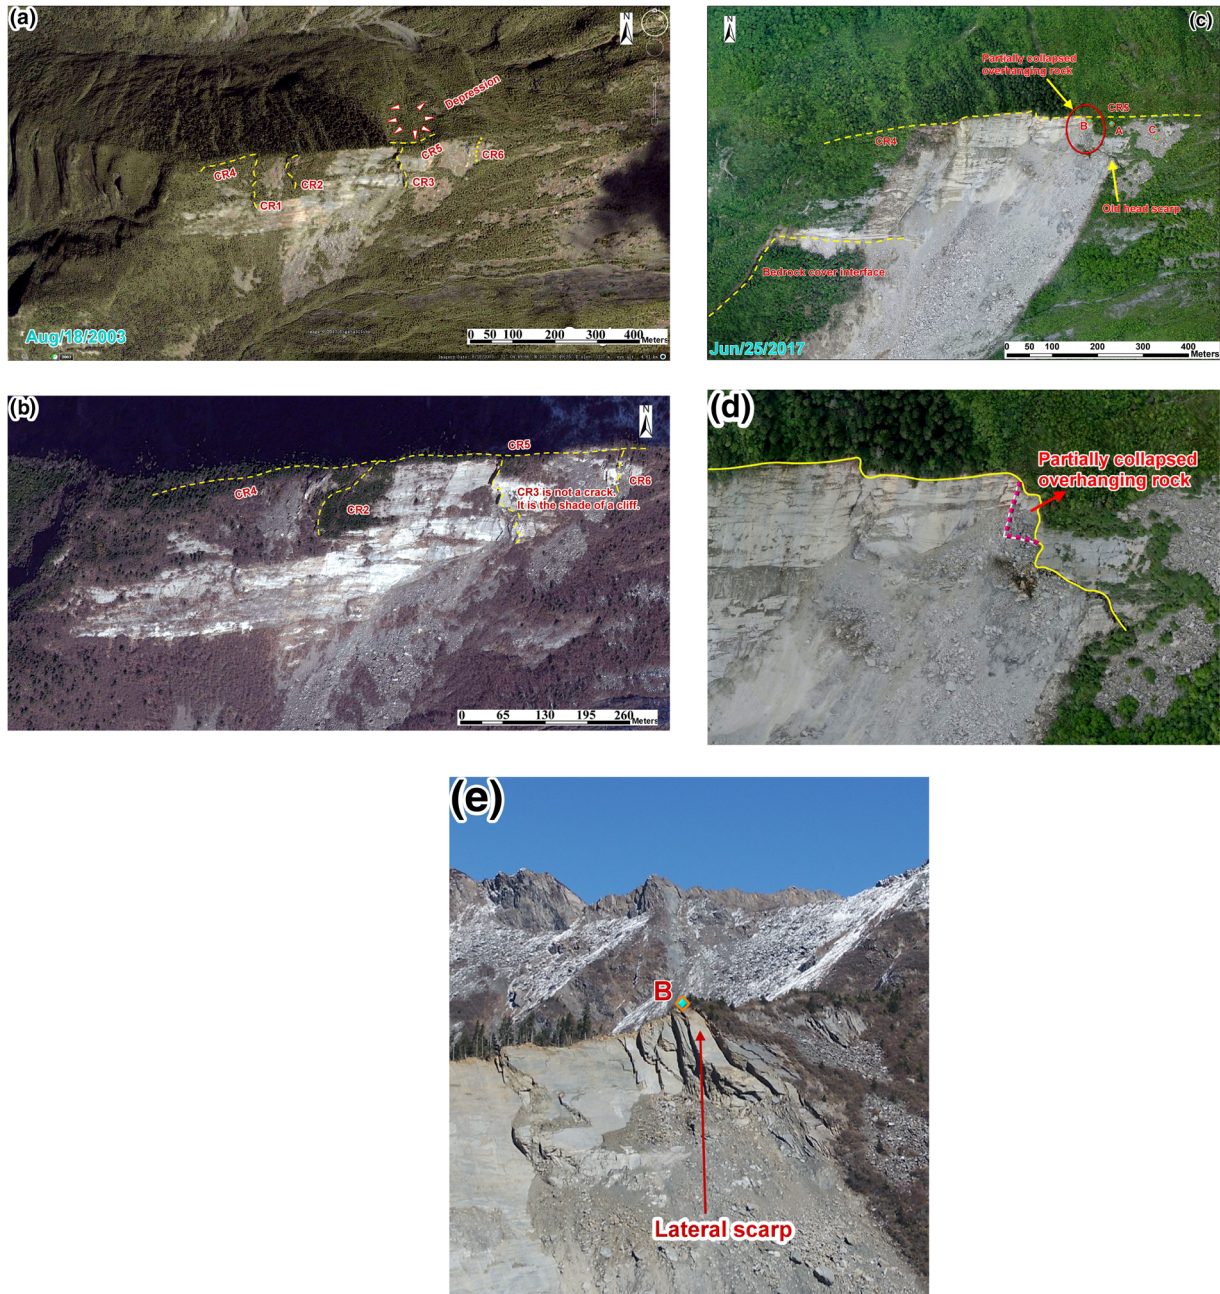 (a)
N
Depression
CR5
CR6
CR4
CR2
CR3
CR1
Aug/18/2003
0 50 100 200 300 400
Meters
2003
(c)
N
Partially collapsed
overhanging rock
CR5
B
A
C
CR4
Old head scarp
Bedrock cover interface
Jun/25/2017
0 50 100 200 300 400
Meters
(b)
N
CR5
CR4
CR6
CR3 is not a crack.
It is the shade of a cliff.
CR2
0 65 130 195 260
Meters
(d)
Partially collapsed
overhanging rock
(e)
B
Lateral scarp